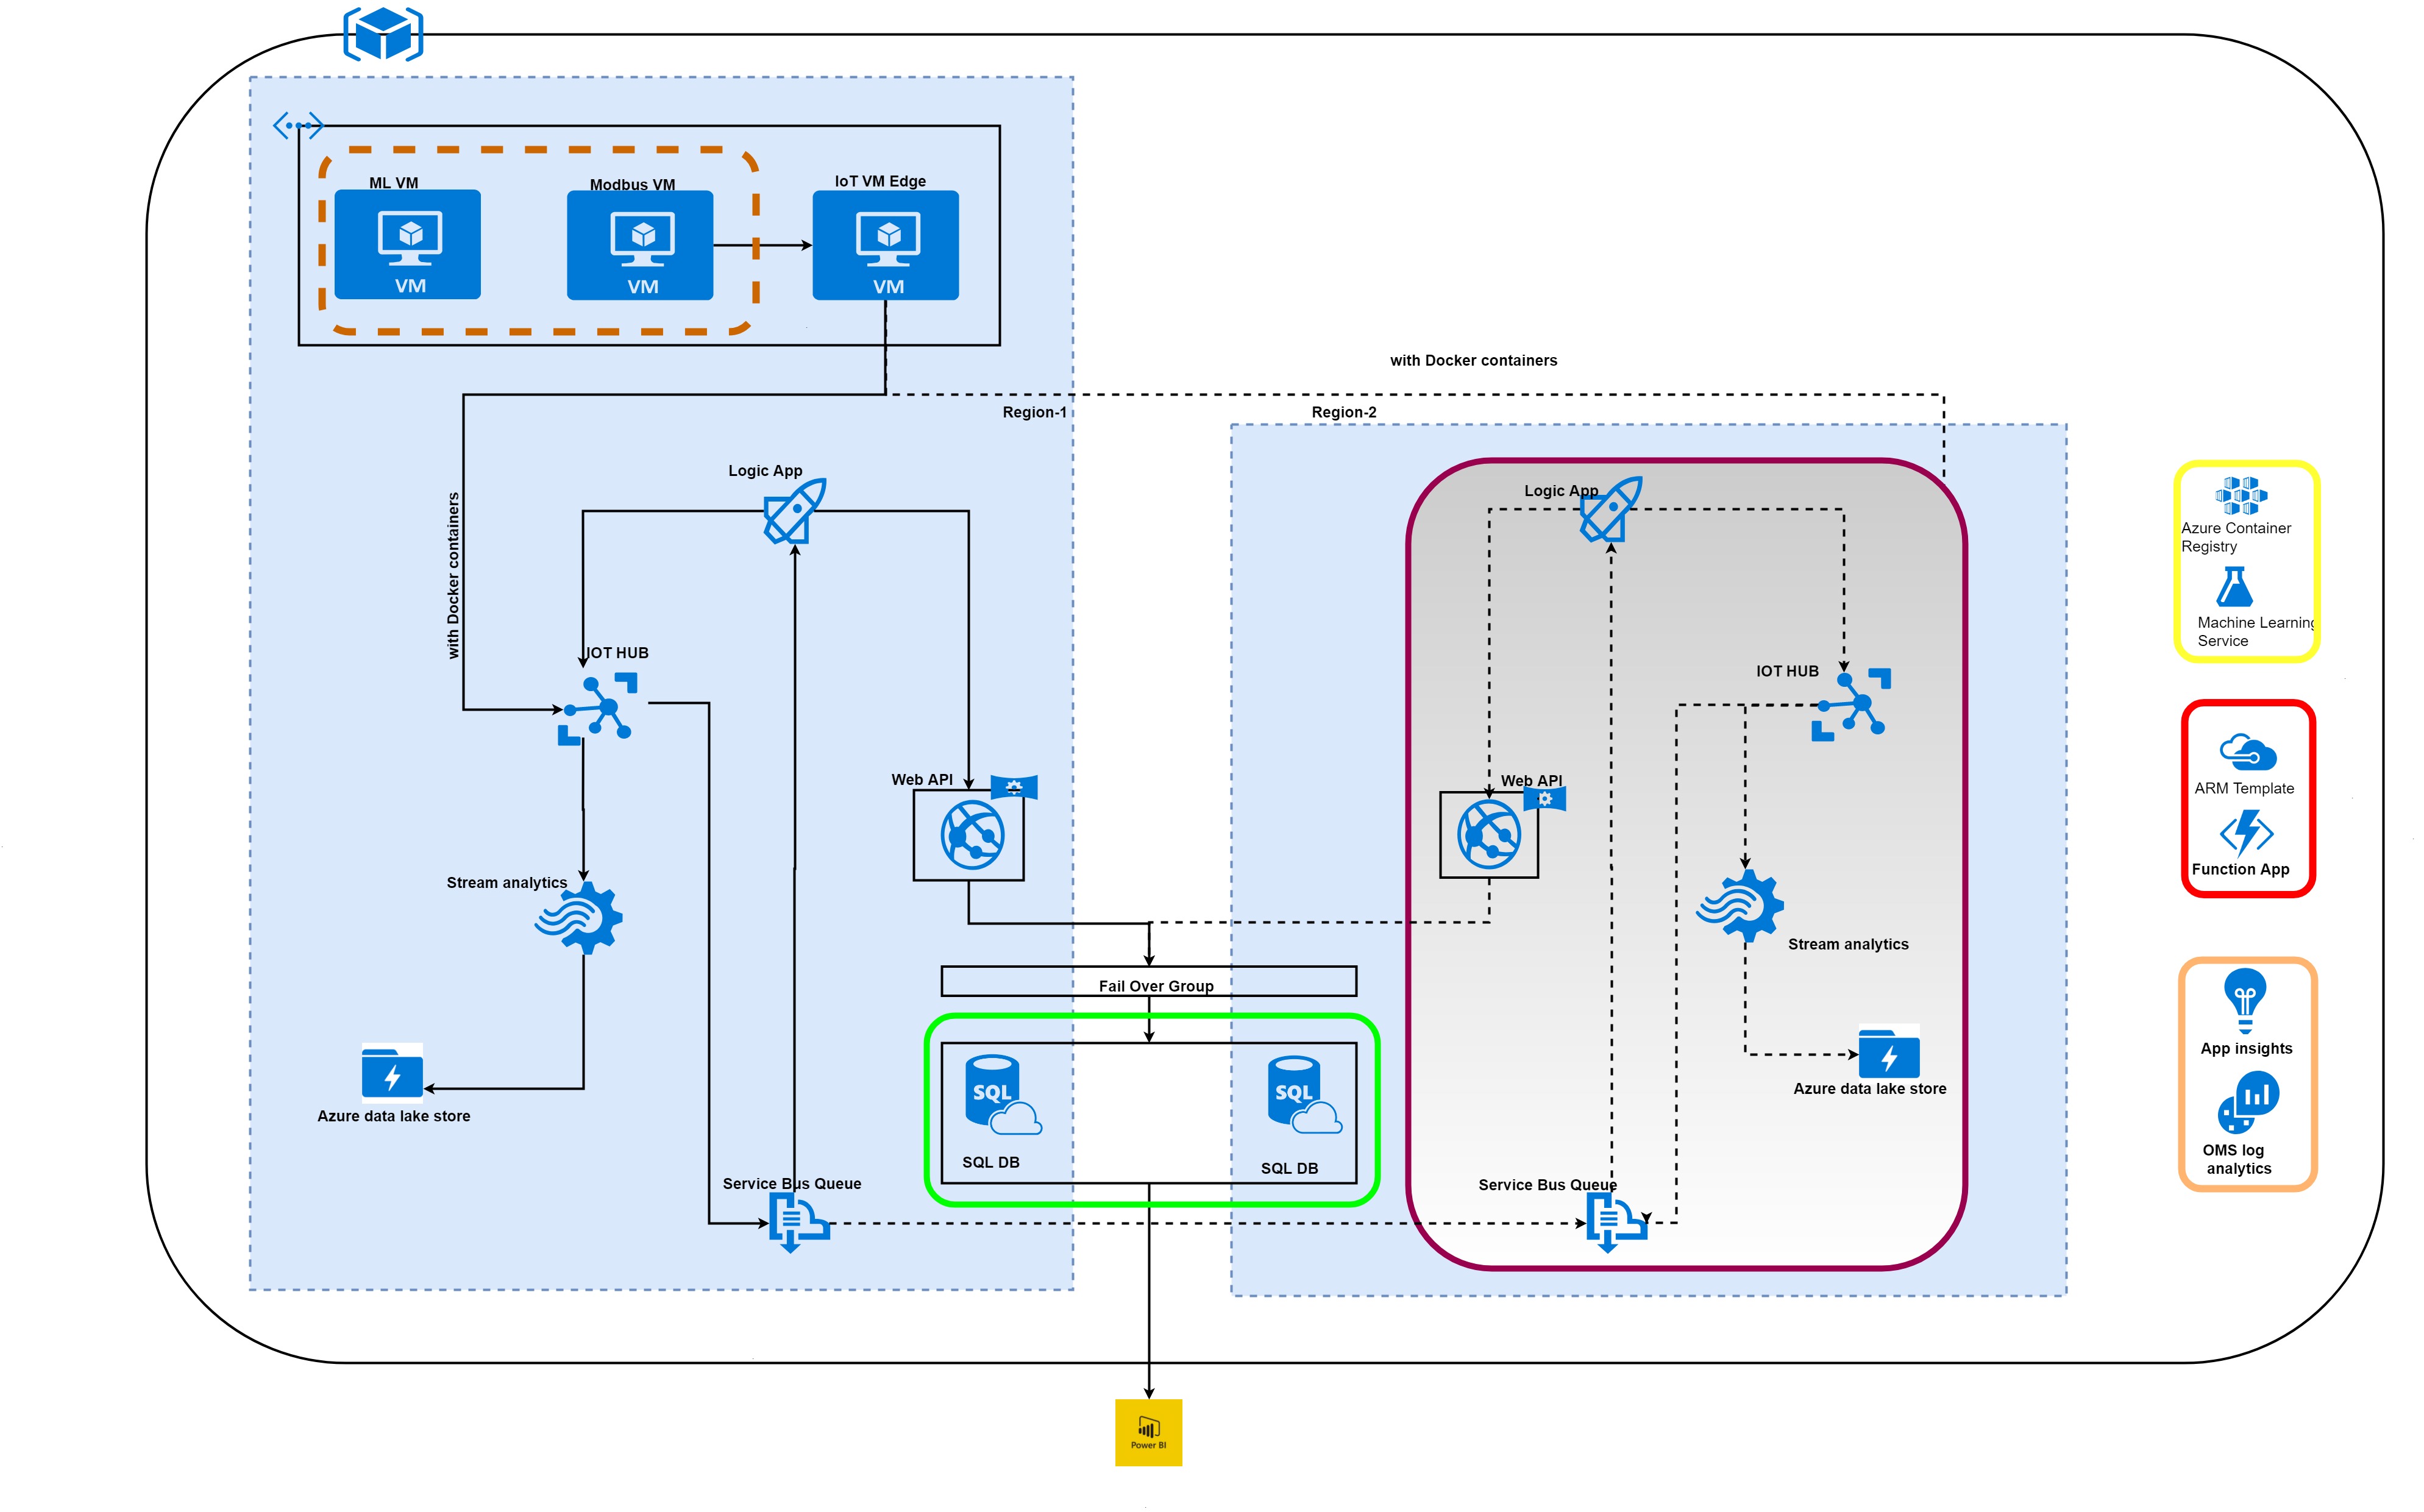 ML VM
VM
Modbus VM
VM
IoT VM Edge
VM
with Docker containers
Region-1
Region-2
with Docker containers
Logic App
IOT HUB
Web API
Stream analytics
Azure data lake store
Service Bus Queue
Fail Over Group
SQL
SQL DB
SQL
SQL DB
Logic App
IOT HUB
Web API
Stream analytics
Azure data lake store
Service Bus Queue
Azure Container
Registry
Machine Learning
Service
ARM Template
Function App
App insights
OMS log
analytics
Power BI